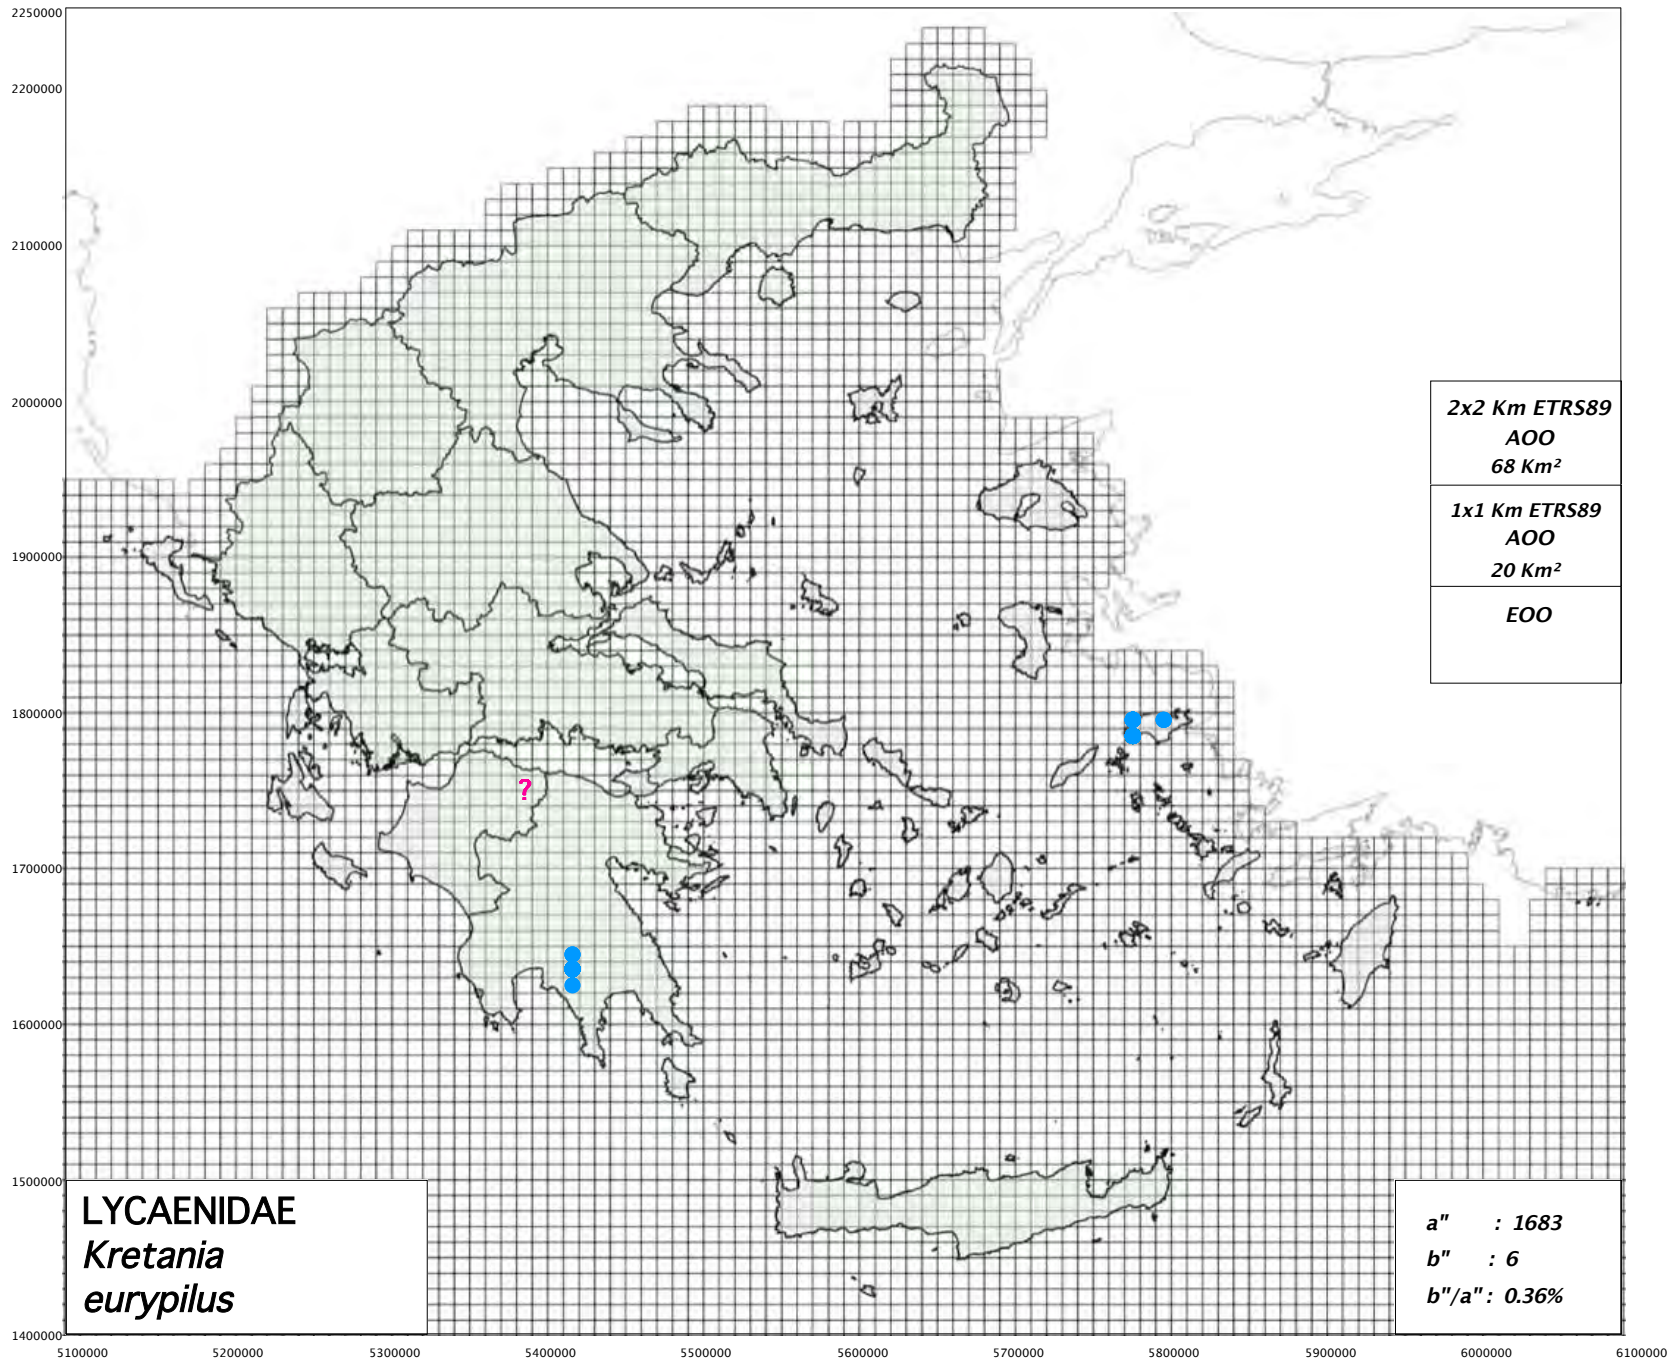 2250000
2200000
2100000
2000000
1900000
1800000
1700000
1600000
1500000
1400000
2x2 Km ETRS89
AOO
68 Km²
1x1 Km ETRS89
AOO
20 Km²
EOO
?
LYCAENIDAE
Kretania
eurypilus
a" : 1683
b" : 6
b"/a" : 0.36%
5100000 5200000 5300000 5400000 5500000 5600000 5700000 5800000 5900000 6000000 6100000